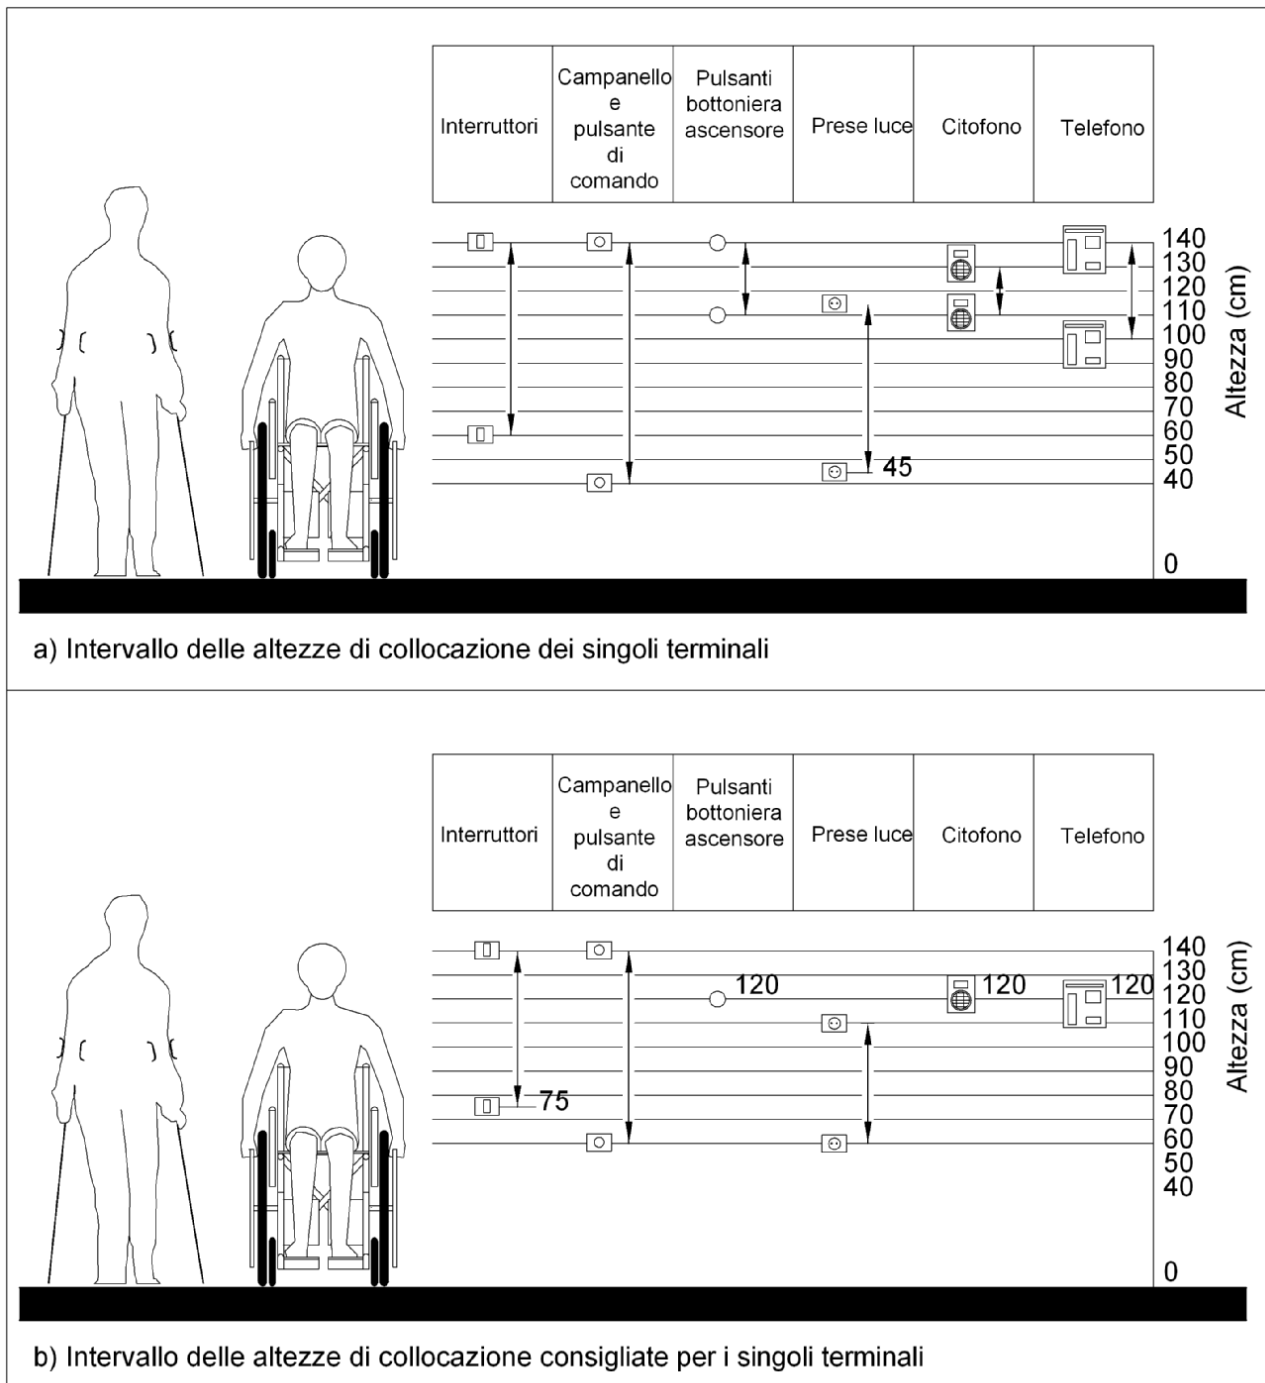 Interruttori
Campanello
e
pulsante
di
comando
Pulsanti
bottoniera
ascensore
Prese luce
Citofono
Telefono
140
130
120
110
100
90
80
70
60
50
40
0
45
Altezza (cm)
a) Intervallo delle altezze di collocazione dei singoli terminali
Interruttori
Campanello
e
pulsante
di
comando
Pulsanti
bottoniera
ascensore
Prese luce
Citofono
Telefono
75
120
120
120
140
130
120
110
100
90
80
70
60
50
40
0
Altezza (cm)
b) Intervallo delle altezze di collocazione consigliate per i singoli terminali